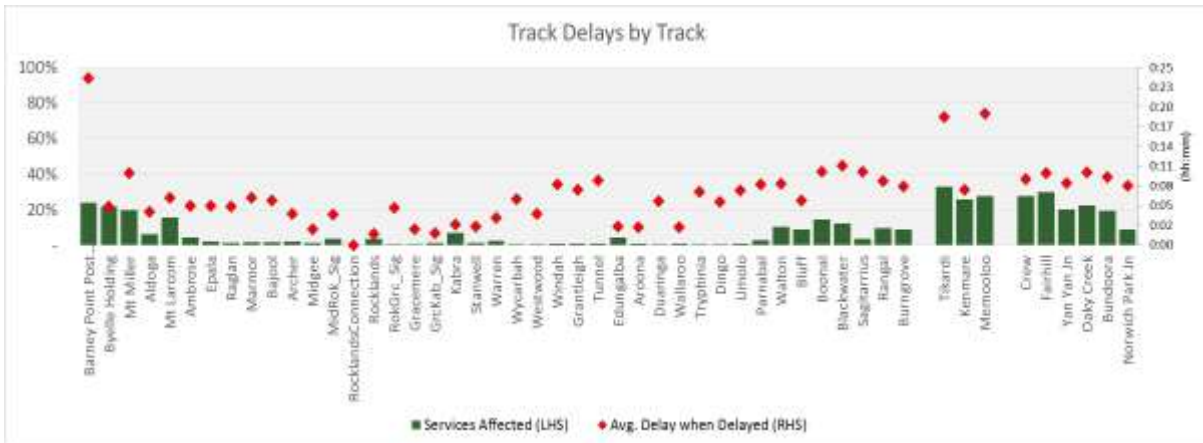 Track Delays by Track
100%
80%
60%
40%
20%
-
0:25
0:23
0:20
0:17
0:14
0:11
0:08
0:05
0:02
0:00
(hh:mm)
Barney Point Post
Byellee Holding
Mt Miller
Aldoga
Mt Larcom
Ambrose
Epala
Raglan
Marmor
Bajool
Archer
Midgee
MidRok_Sig
RocklandsConnection
Rocklands
RokGrc_Sig
Gracemere
GrcKab_Sig
Kabra
Stanwell
Warren
Wycarbah
Westwood
Windah
Grantleigh
Tunnel
Edungalba
Aroona
Duaringa
Wallaroo
Tryphinia
Dingo
Umolo
Parnabal
Walton
Bluff
Boonal
Blackwater
Sagitarrius
Rangal
Burngrove
Tikardi
Kenmare
Memooloo
Crew
Fairhill
Yan Yan Jn
Oaky Creek
Bundoora
Norwich Park Jn
Services Affected (LHS)
Avg. Delay when Delayed (RHS)